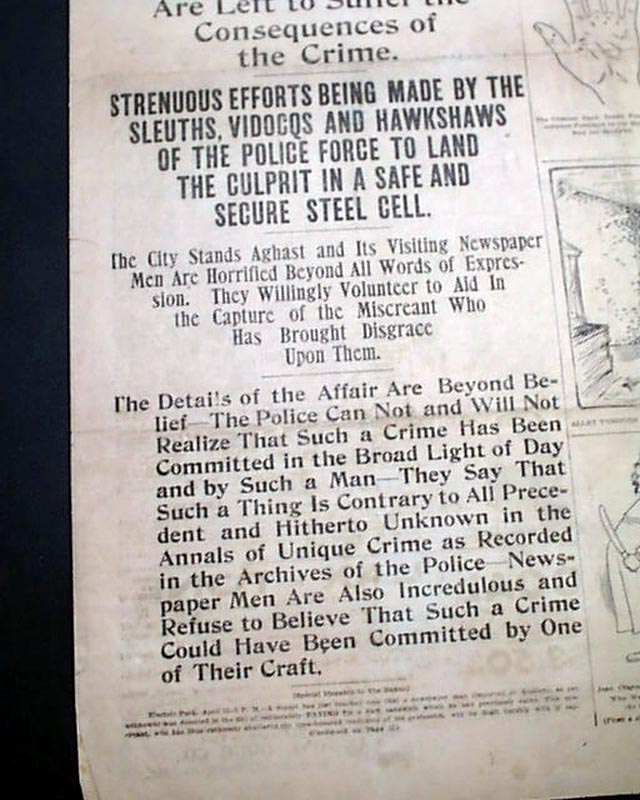 Are Left to Suffer the
Consequences of
the Crime.
STRENUOUS EFFORTS BEING MADE BY THE
SLEUTHS, VIDOCQS AND HAWKSHAWS
OF THE POLICE FORCE TO LAND
THE CULPRIT IN A SAFE AND
SECURE STEEL CELL.
The City Stands Aghast and Its Visiting Newspaper
Men Are Horrified Beyond All Words of Expres-
sion. They Willingly Volunteer to Aid In
the Capture of the Miscreant Who
Has Brought Disgrace
Upon Them.
The Details of the Affair Are Beyond Be-
lief—The Police Can Not and Will Not
Realize That Such a Crime Has Been
Committed in the Broad Light of Day
and by Such a Man—They Say That
Such a Thing Is Contrary to All Prece-
dent and Hitherto Unknown in the
Annals of Unique Crime as Recorded
in the Archives of the Police—News-
paper Men Are Also Incredulous and
Refuse to Believe That Such a Crime
Could Have Been Committed by One
of Their Craft.